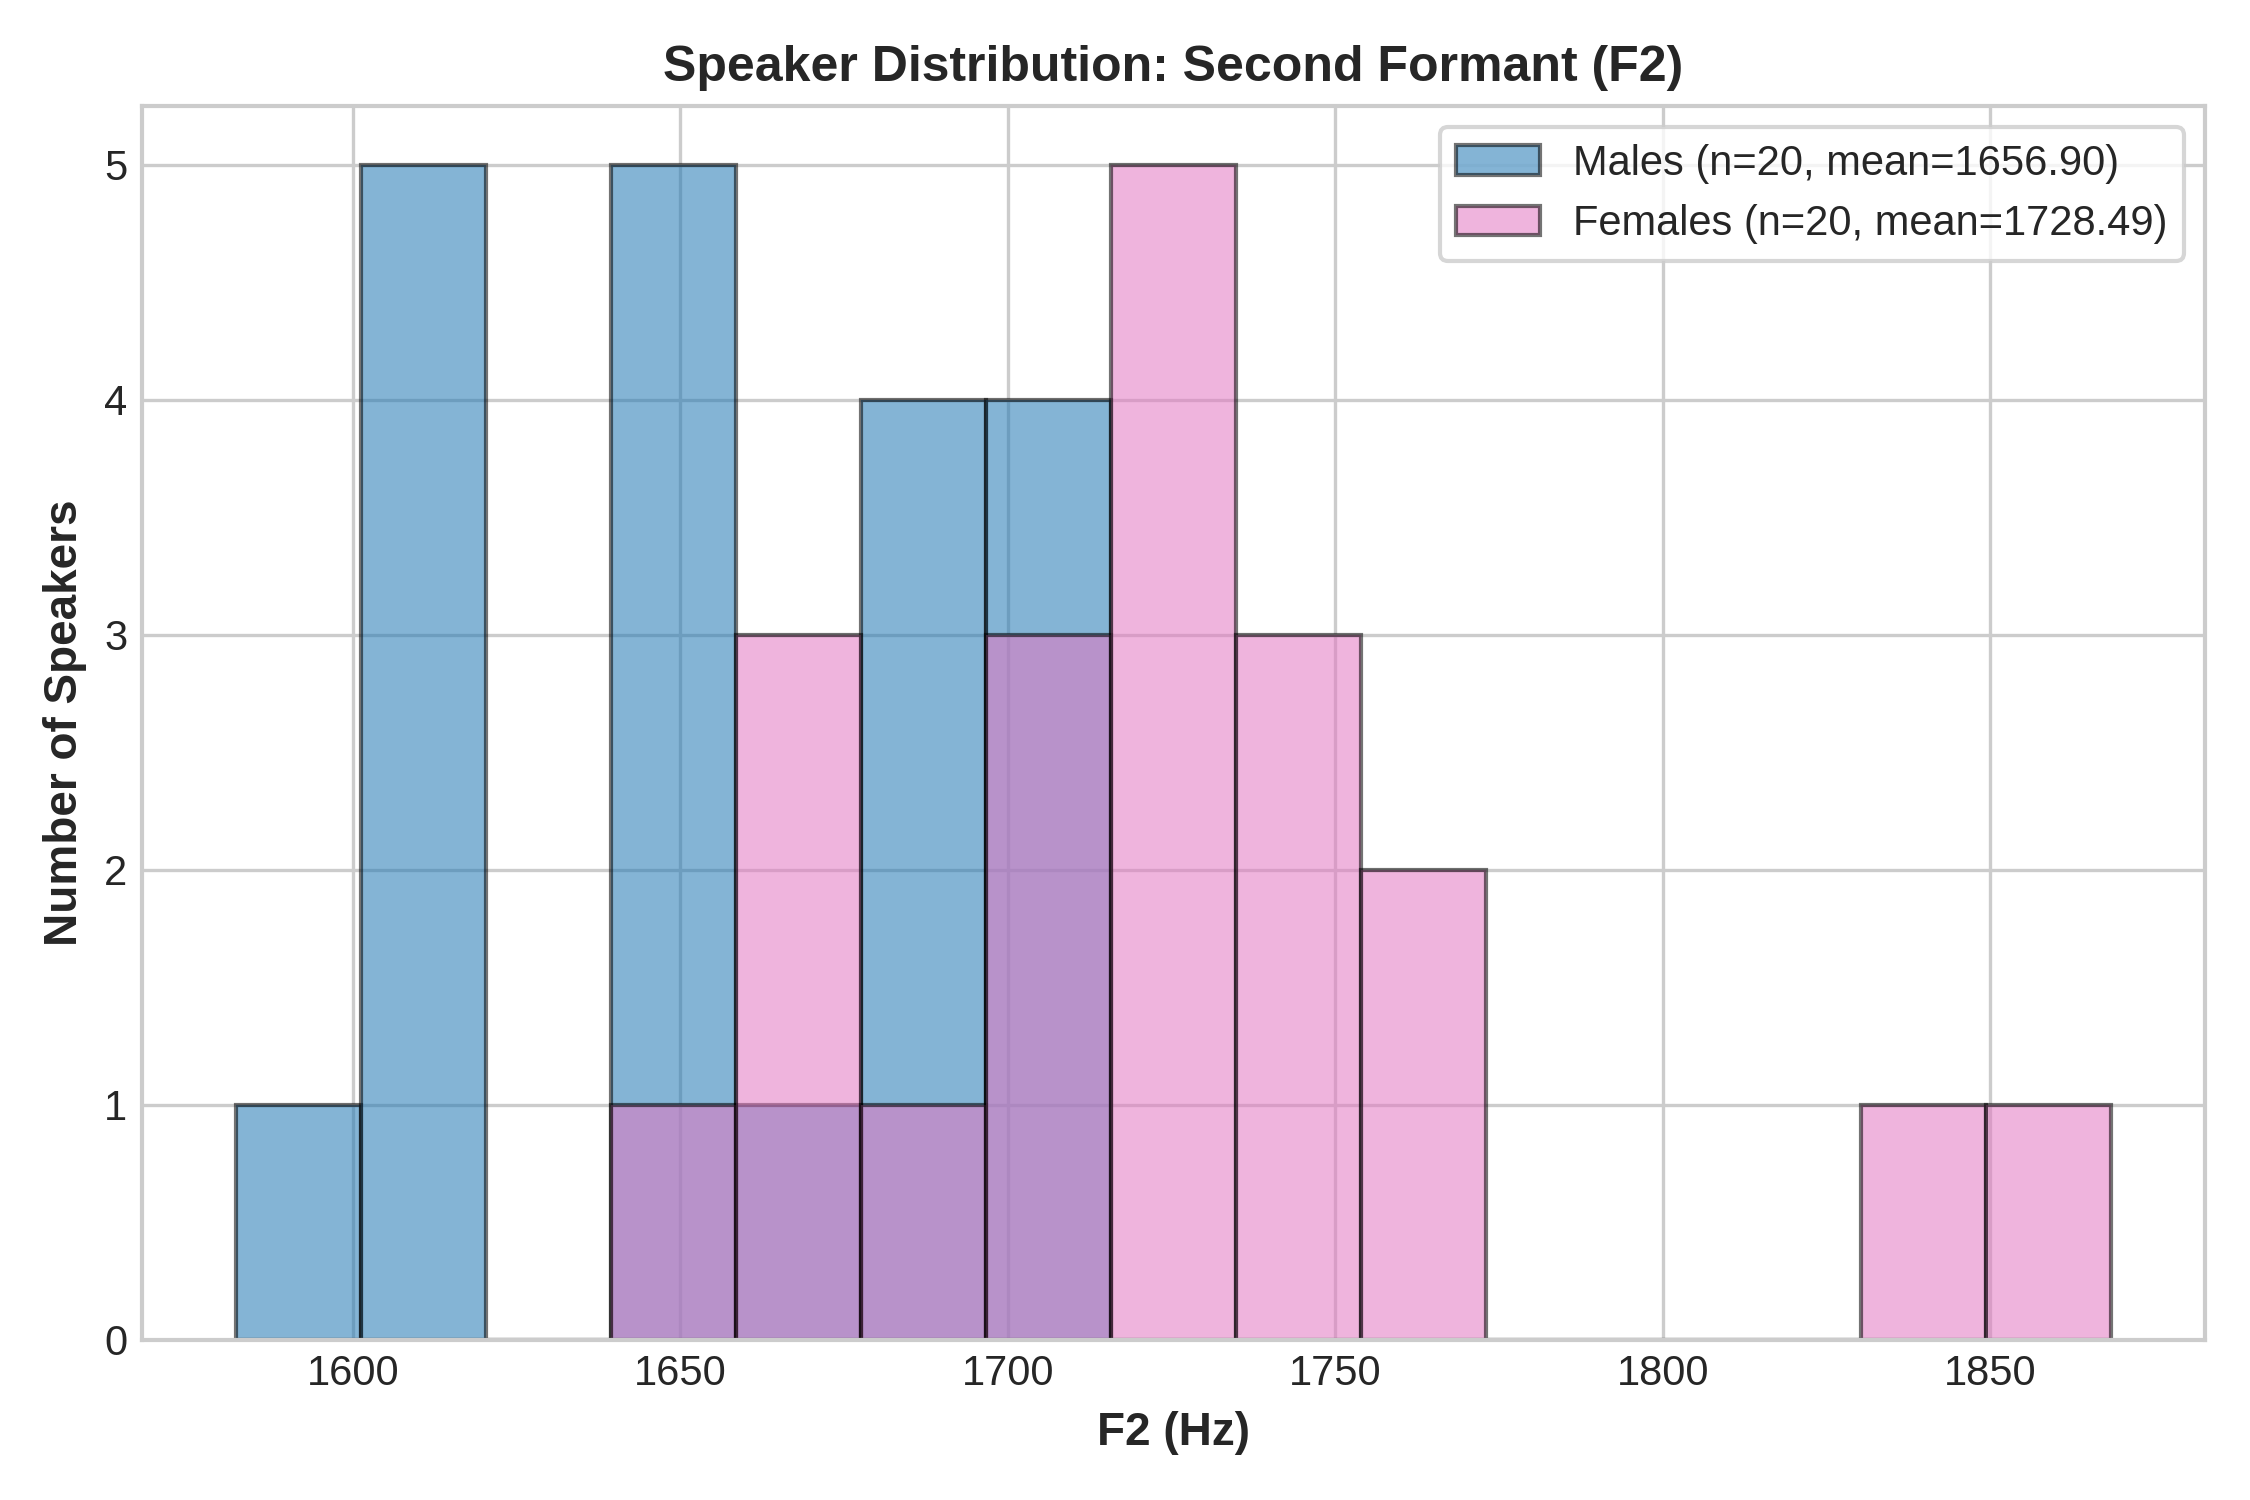 Speaker Distribution: Second Formant (F2)
Males (n=20, mean=1656.90)
Females (n=20, mean=1728.49)
Number of Speakers
5
4
3
2
1
0
1600 1650 1700 1750 1800 1850
F2 (Hz)